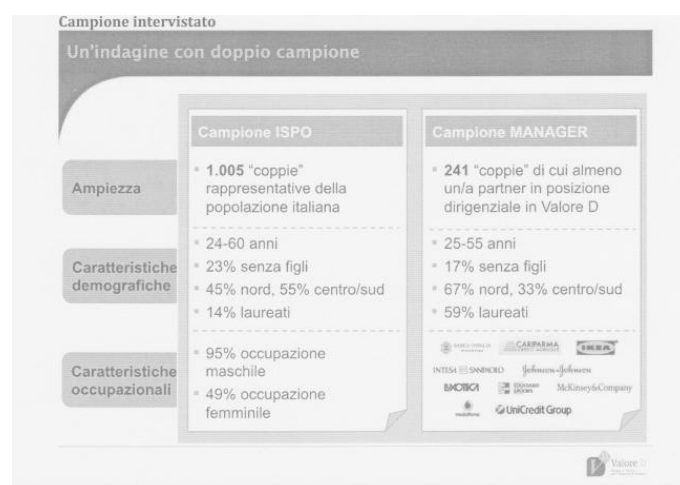 Campione intervistato
Un'indagine con doppio campione
Campione ISPO
Campione MANAGER
Ampiezza
1.005 "coppie"
rappresentative della
popolazione italiana
241 "coppie" di cui almeno
un/a partner in posizione
dirigenziale in Valore D
Caratteristiche
demografiche
24-60 anni
23% senza figli
45% nord, 55% centro/sud
14% laureati
25-55 anni
17% senza figli
67% nord, 33% centro/sud
59% laureati
Caratteristiche
occupazionali
95% occupazione
maschile
49% occupazione
femminile
CARIPARMA
IKEA
INTESA SANPAOLO
Johnson & Johnson
McKinsey&Company
vodafone
UniCredit Group
Valore D